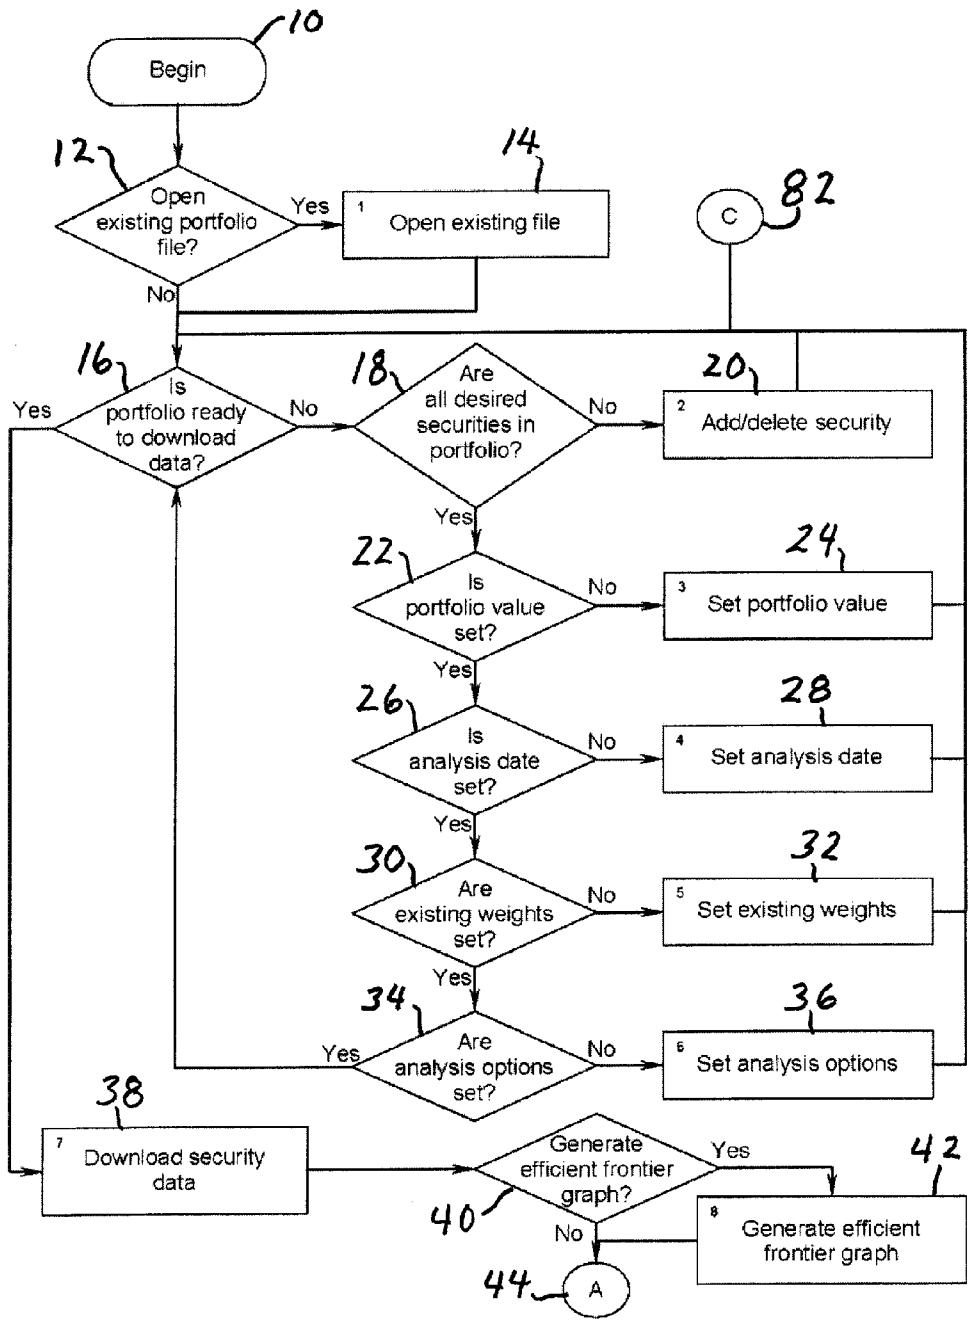 10
Begin
12
14
Open
existing portfolio
file?
Yes
1
Open existing file
C
82
No
16
Is
portfolio ready
to download
data?
Yes
No
18
Are
all desired
securities in
portfolio?
No
20
2
Add/delete security
Yes
22
Is
portfolio value
set?
No
24
3
Set portfolio value
Yes
26
Is
analysis date
set?
No
28
4
Set analysis date
Yes
30
Are
existing weights
set?
No
32
5
Set existing weights
Yes
34
Are
analysis options
set?
Yes
No
36
6
Set analysis options
38
7
Download security
data
Generate
efficient frontier
graph?
40
Yes
42
8
Generate efficient
frontier graph
No
44
A